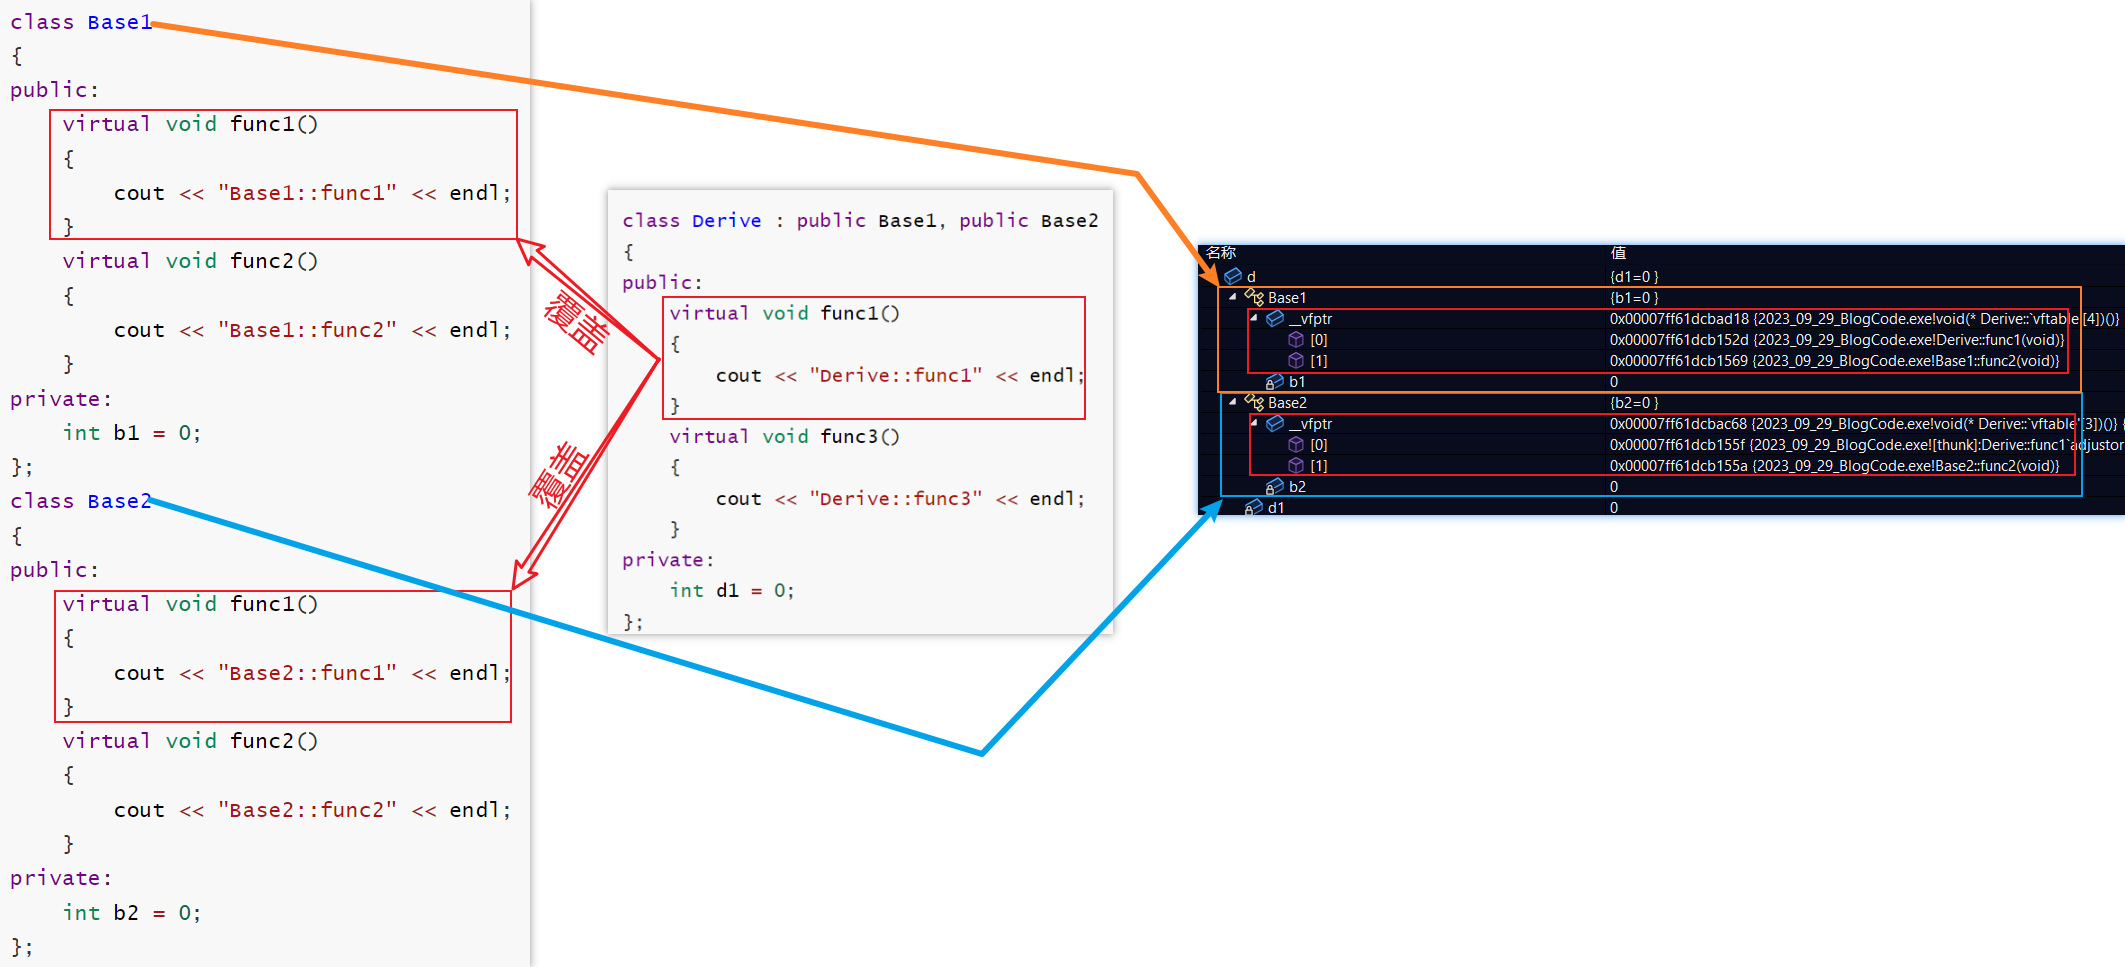 class Base1
{
public:
    virtual void func1()
    {
        cout << "Base1::func1" << endl;
    }
    virtual void func2()
    {
        cout << "Base1::func2" << endl;
    }
private:
    int b1 = 0;
};
class Base2
{
public:
    virtual void func1()
    {
        cout << "Base2::func1" << endl;
    }
    virtual void func2()
    {
        cout << "Base2::func2" << endl;
    }
private:
    int b2 = 0;
};
覆盖
覆盖
class Derive : public Base1, public Base2
{
public:
    virtual void func1()
    {
        cout << "Derive::func1" << endl;
    }
    virtual void func3()
    {
        cout << "Derive::func3" << endl;
    }
private:
    int d1 = 0;
};
名称 值
d {d1=0 }
Base1 {b1=0 }
__vfptr 0x00007ff61dcbad18 {2023_09_29_BlogCode.exe!void(* Derive::`vftable'[4])()}
[0] 0x00007ff61dcb152d {2023_09_29_BlogCode.exe!Derive::func1(void)}
[1] 0x00007ff61dcb1569 {2023_09_29_BlogCode.exe!Base1::func2(void)}
b1 0
Base2 {b2=0 }
__vfptr 0x00007ff61dcbac68 {2023_09_29_BlogCode.exe!void(* Derive::`vftable'[3])()} {
[0] 0x00007ff61dcb155f {2023_09_29_BlogCode.exe![thunk]:Derive::func1`adjustor
[1] 0x00007ff61dcb155a {2023_09_29_BlogCode.exe!Base2::func2(void)}
b2 0
d1 0